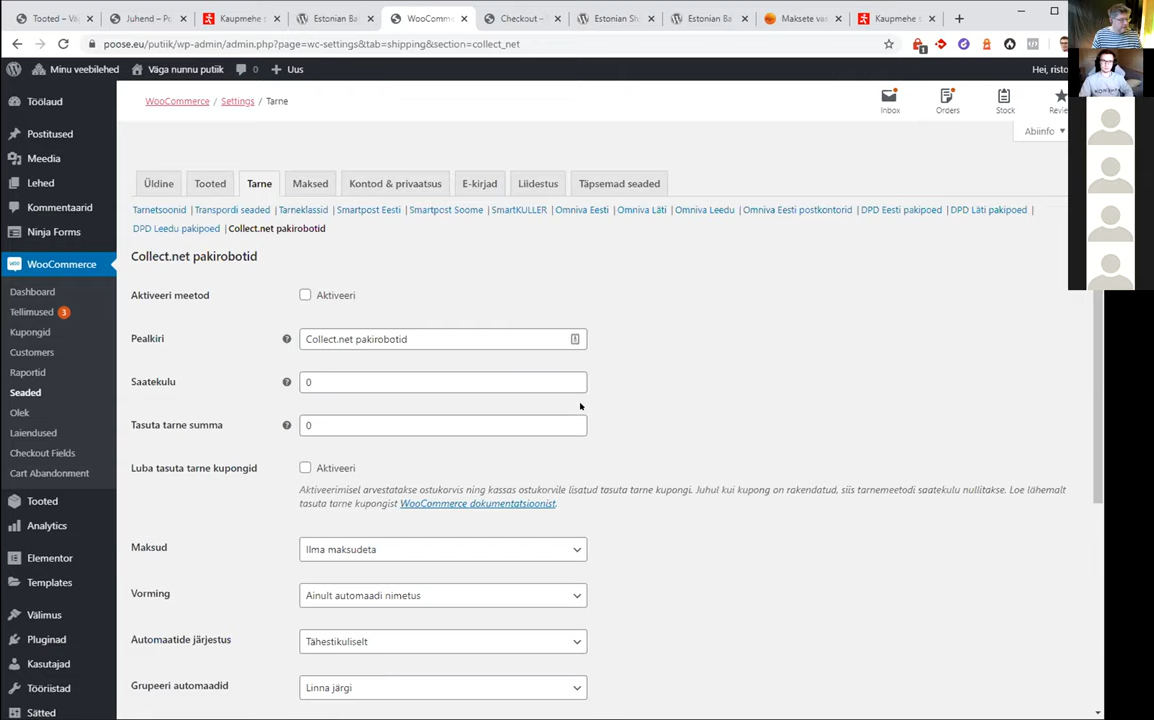 Tooted – Vä
Juhend – Po
Kaupmehe s
Estonian Ba
WooComme
Checkout –
Estonian Sh
Estonian Ba
Maksete vas
Kaupmehe s
poose.eu/putiik/wp-admin/admin.php?page=wc-settings&tab=shipping&section=collect_net
Minu veebilehed
Väga nunnu putiik
0
Uus
Hei, risto
Töölaud
Postitused
Meedia
Lehed
Kommentaarid
Ninja Forms
WooCommerce
Dashboard
Tellimused 3
Kupongid
Customers
Raportid
Seaded
Olek
Laiendused
Checkout Fields
Cart Abandonment
Tooted
Analytics
Elementor
Templates
Välimus
Pluginad
Kasutajad
Tööriistad
Sätted
WooCommerce / Settings / Tarne
Inbox
Orders
Stock
Abiinfo
Üldine
Tooted
Tarne
Maksed
Kontod & privaatsus
E-kirjad
Liidestus
Täpsemad seaded
Tarnetsoonid | Transpordi seaded | Tarneklassid | Smartpost Eesti | Smartpost Soome | SmartKULLER | Omniva Eesti | Omniva Läti | Omniva Leedu | Omniva Eesti postkontorid | DPD Eesti pakipoed | DPD Läti pakipoed |
DPD Leedu pakipoed | Collect.net pakirobotid
Collect.net pakirobotid
Aktiveeri meetod
Aktiveeri
Pealkiri
Collect.net pakirobotid
Saatekulu
0
Tasuta tarne summa
0
Luba tasuta tarne kupongid
Aktiveeri
Aktiveerimisel arvestatakse ostukorvis ning kassas ostukorvile lisatud tasuta tarne kupongi. Juhul kui kupong on rakendatud, siis tarnemeetodi saatekulu nullitakse. Loe lähemalt
tasuta tarne kupongist WooCommerce dokumentatsioonist.
Maksud
Ilma maksudeta
Vorming
Ainult automaadi nimetus
Automaatide järjestus
Tähestikuliselt
Grupeeri automaadid
Linna järgi